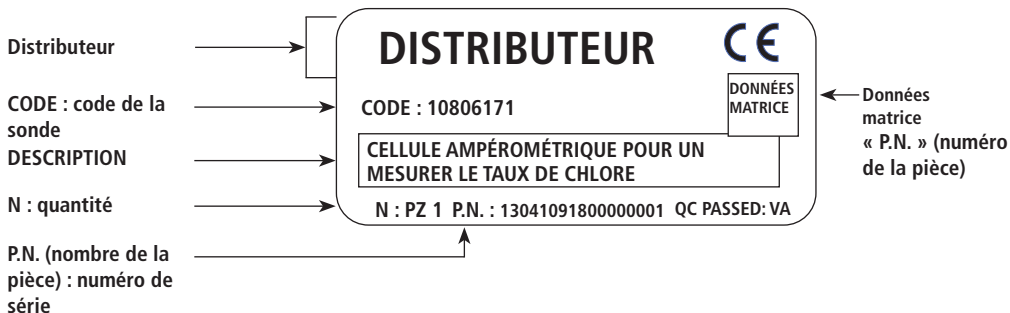 Distributeur
CODE : code de la
sonde
DESCRIPTION
N : quantité
P.N. (nombre de la
pièce) : numéro de
série
DISTRIBUTEUR CE
DONNÉES
MATRICE
CODE : 10806171
CELLULE AMPÉROMÉTRIQUE POUR UN
MESURER LE TAUX DE CHLORE
N : PZ 1 P.N. : 13041091800000001 QC PASSED: VA
Données
matrice
« P.N. » (numéro
de la pièce)